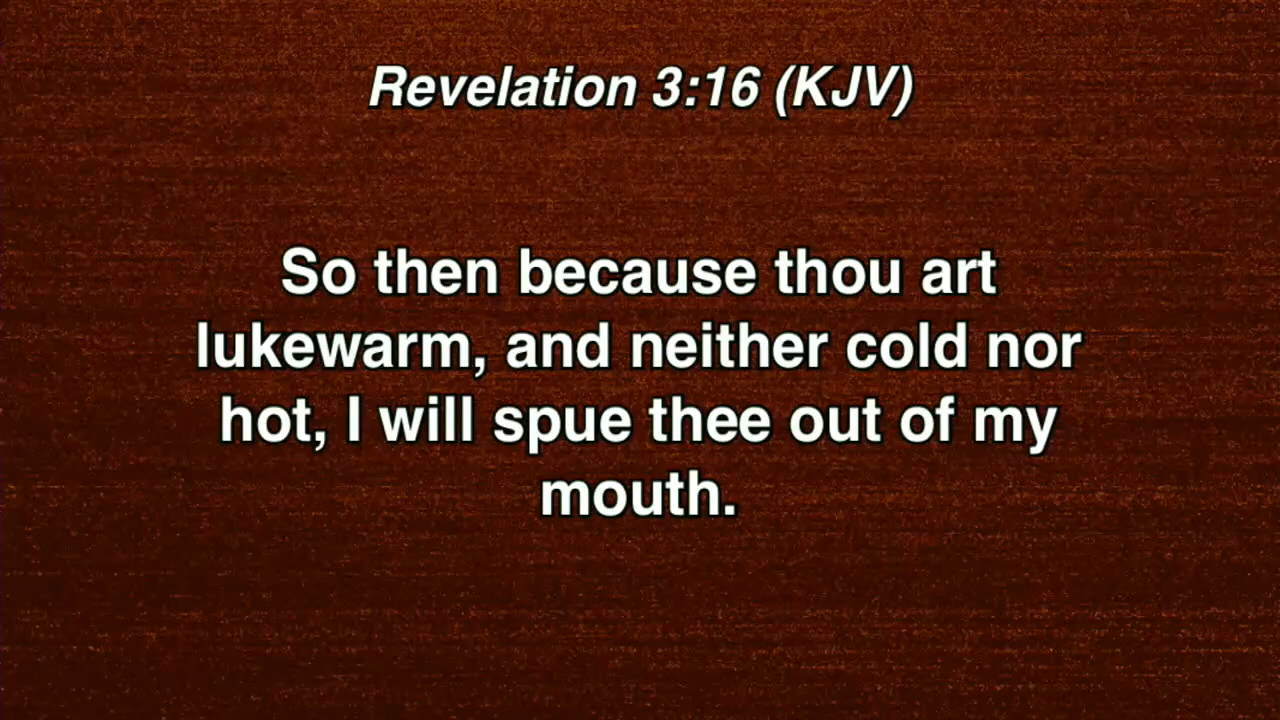 Revelation 3:16 (KJV)
So then because thou art
lukewarm, and neither cold nor
hot, I will spue thee out of my
mouth.